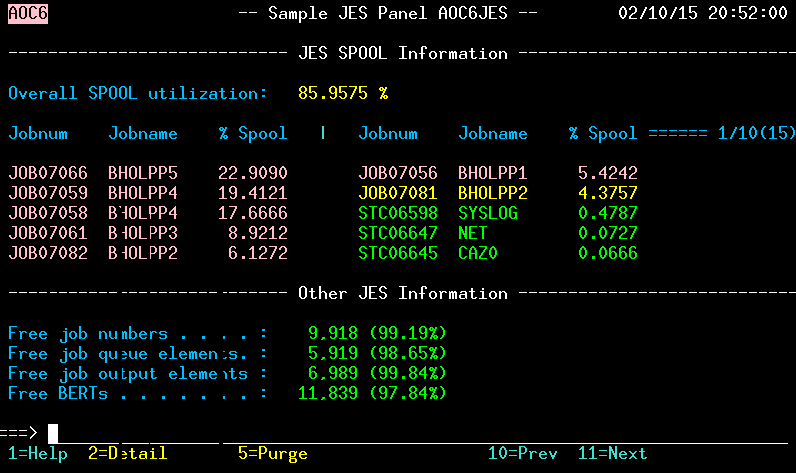 AOC6 -- Sample JES Panel AOC6JES -- 02/10/15 20:52:00
---------------------------- JES SPOOL Information ----------------------------
Overall SPOOL utilization: 85.9575 %
Jobnum Jobname % Spool | Jobnum Jobname % Spool ====== 1/10(15)
JOB07066 BHOLPP5 22.9090 JOB07056 BHOLPP1 5.4242
JOB07059 BHOLPP4 19.4121 JOB07081 BHOLPP2 4.3757
JOB07058 BHOLPP4 17.6666 STC06598 SYSLOG 0.4787
JOB07061 BHOLPP3 8.9212 STC06647 NET 0.0727
JOB07082 BHOLPP2 6.1272 STC06645 CAZ0 0.0666
---------------------------- Other JES Information ----------------------------
Free job numbers . . . . : 9,918 (99.19%)
Free job queue elements. : 5,919 (98.65%)
Free job output elements : 6,989 (99.84%)
Free BERTs . . . . . . . : 11,839 (97.84%)
===>
1=Help 2=Detail 5=Purge 10=Prev 11=Next